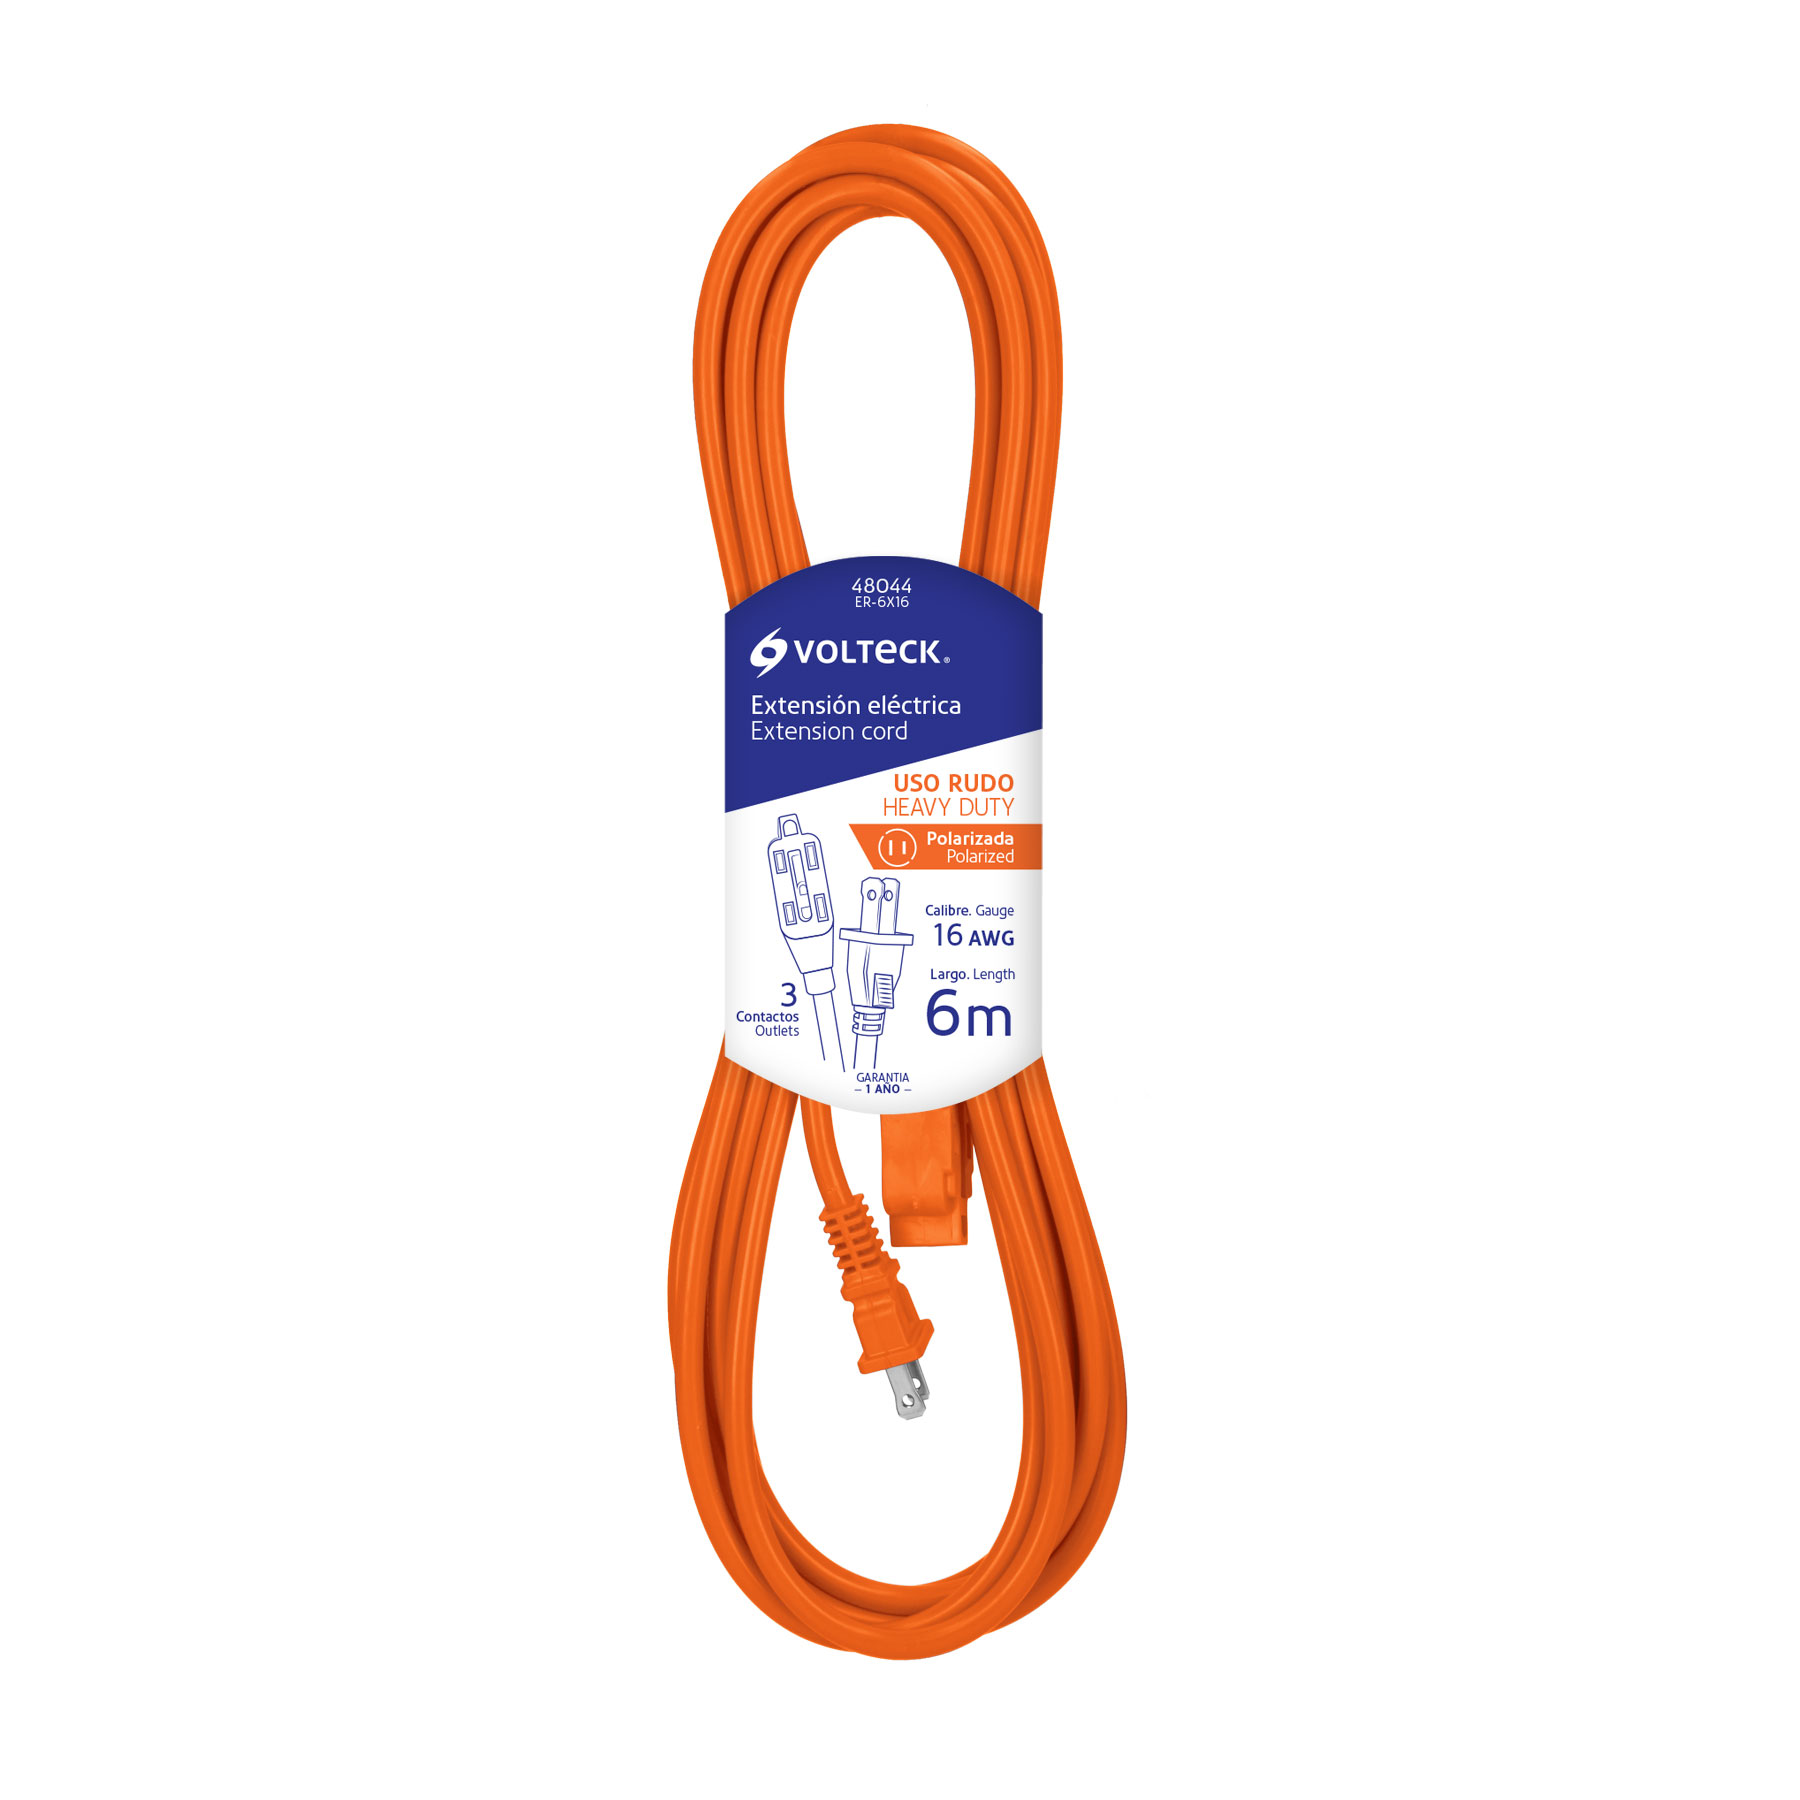 48044
ER-6X16
VOLTECK®
Extensión eléctrica
Extension cord
USO RUDO
HEAVY DUTY
Polarizada
Polarized
Calibre. Gauge
16 AWG
Largo. Length
6m
3
Contactos
Outlets
GARANTIA
– 1 AÑO –